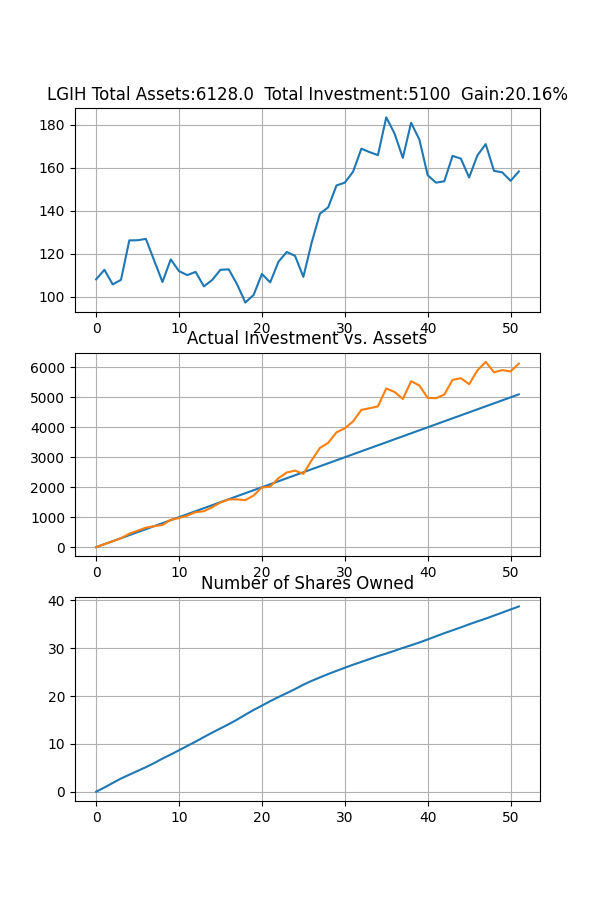 LGIH Total Assets:6128.0  Total Investment:5100  Gain:20.16%
180
160
140
120
100
0 10 20 30 40 50
Actual Investment vs. Assets
6000
5000
4000
3000
2000
1000
0
0 10 20 30 40 50
Number of Shares Owned
40
30
20
10
0
0 10 20 30 40 50